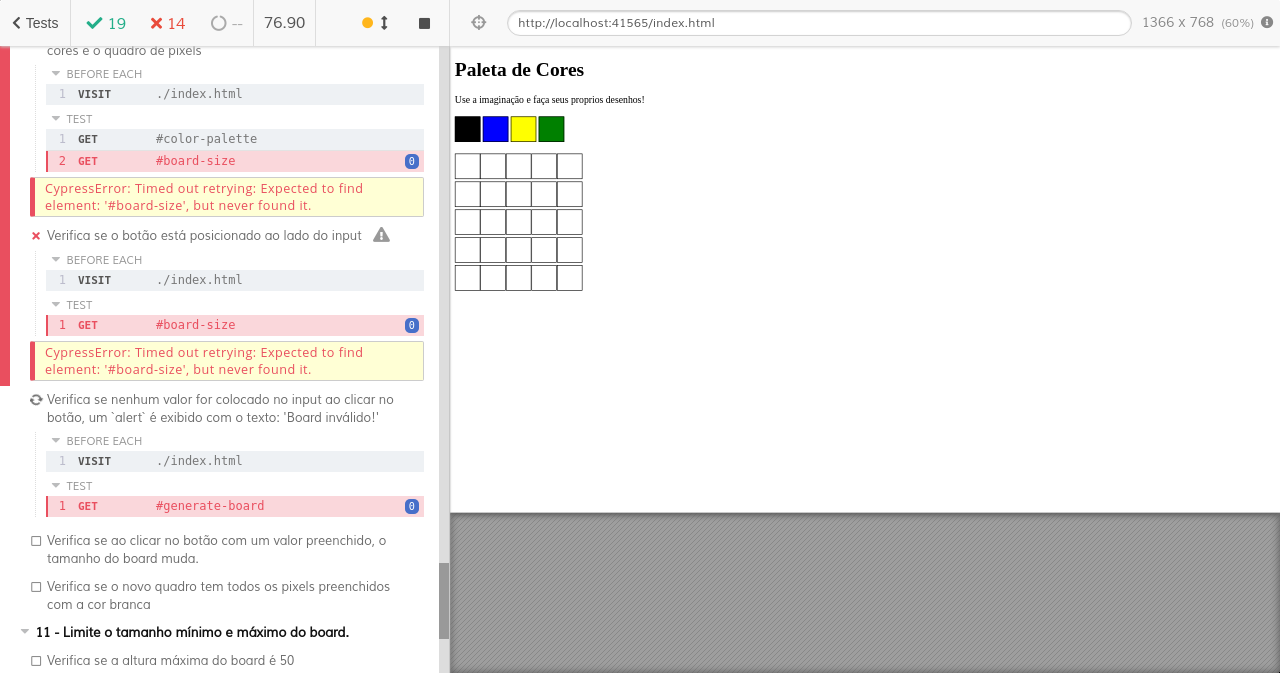 Tests
19
14
--
76.90
http://localhost:41565/index.html
1366 x 768 (60%)
cores e o quadro de pixels
BEFORE EACH
1 VISIT ./index.html
TEST
1 GET #color-palette
2 GET #board-size 0
CypressError: Timed out retrying: Expected to find
element: '#board-size', but never found it.
Verifica se o botão está posicionado ao lado do input
BEFORE EACH
1 VISIT ./index.html
TEST
1 GET #board-size 0
CypressError: Timed out retrying: Expected to find
element: '#board-size', but never found it.
Verifica se nenhum valor for colocado no input ao clicar no
botão, um `alert` é exibido com o texto: 'Board inválido!'
BEFORE EACH
1 VISIT ./index.html
TEST
1 GET #generate-board 0
Verifica se ao clicar no botão com um valor preenchido, o
tamanho do board muda.
Verifica se o novo quadro tem todos os pixels preenchidos
com a cor branca
11 - Limite o tamanho mínimo e máximo do board.
Verifica se a altura máxima do board é 50
Paleta de Cores
Use a imaginação e faça seus proprios desenhos!